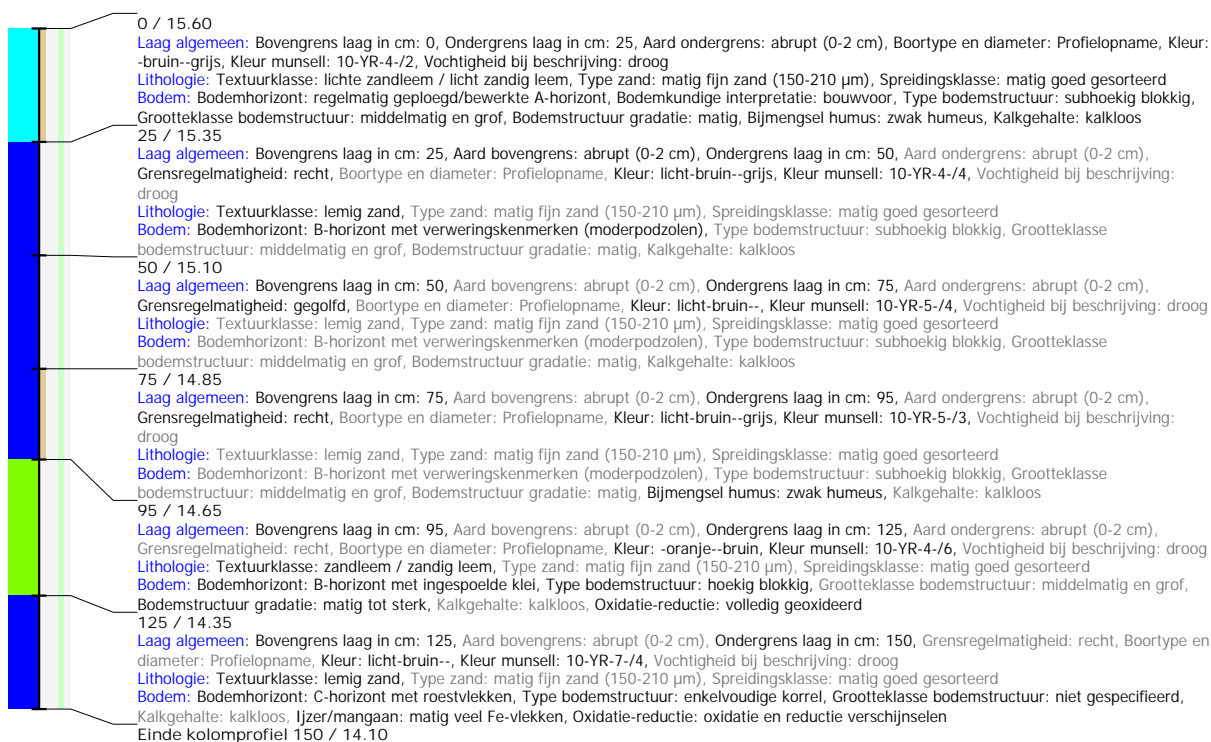 0 / 15.60
Laag algemeen: Bovengrens laag in cm: 0, Ondergrens laag in cm: 25, Aard ondergrens: abrupt (0-2 cm), Boortype en diameter: Profielopname, Kleur:
-bruin--grijs, Kleur munsell: 10-YR-4-/2, Vochtigheid bij beschrijving: droog
Lithologie: Textuurklasse: lichte zandleem / licht zandig leem, Type zand: matig fijn zand (150-210 µm), Spreidingsklasse: matig goed gesorteerd
Bodem: Bodemhorizont: regelmatig geploegd/bewerkte A-horizont, Bodemkundige interpretatie: bouwvoor, Type bodemstructuur: subhoekig blokkig,
Grootteklasse bodemstructuur: middelmatig en grof, Bodemstructuur gradatie: matig, Bijmengsel humus: zwak humeus, Kalkgehalte: kalkloos
25 / 15.35
Laag algemeen: Bovengrens laag in cm: 25, Aard bovengrens: abrupt (0-2 cm), Ondergrens laag in cm: 50, Aard ondergrens: abrupt (0-2 cm),
Grensregelmatigheid: recht, Boortype en diameter: Profielopname, Kleur: licht-bruin--grijs, Kleur munsell: 10-YR-4-/4, Vochtigheid bij beschrijving:
droog
Lithologie: Textuurklasse: lemig zand, Type zand: matig fijn zand (150-210 µm), Spreidingsklasse: matig goed gesorteerd
Bodem: Bodemhorizont: B-horizont met verweringskenmerken (moderpodzolen), Type bodemstructuur: subhoekig blokkig, Grootteklasse
bodemstructuur: middelmatig en grof, Bodemstructuur gradatie: matig, Kalkgehalte: kalkloos
50 / 15.10
Laag algemeen: Bovengrens laag in cm: 50, Aard bovengrens: abrupt (0-2 cm), Ondergrens laag in cm: 75, Aard ondergrens: abrupt (0-2 cm),
Grensregelmatigheid: gegolfd, Boortype en diameter: Profielopname, Kleur: licht-bruin--, Kleur munsell: 10-YR-5-/4, Vochtigheid bij beschrijving: droog
Lithologie: Textuurklasse: lemig zand, Type zand: matig fijn zand (150-210 µm), Spreidingsklasse: matig goed gesorteerd
Bodem: Bodemhorizont: B-horizont met verweringskenmerken (moderpodzolen), Type bodemstructuur: subhoekig blokkig, Grootteklasse
bodemstructuur: middelmatig en grof, Bodemstructuur gradatie: matig, Kalkgehalte: kalkloos
75 / 14.85
Laag algemeen: Bovengrens laag in cm: 75, Aard bovengrens: abrupt (0-2 cm), Ondergrens laag in cm: 95, Aard ondergrens: abrupt (0-2 cm),
Grensregelmatigheid: recht, Boortype en diameter: Profielopname, Kleur: licht-bruin--grijs, Kleur munsell: 10-YR-5-/3, Vochtigheid bij beschrijving:
droog
Lithologie: Textuurklasse: lemig zand, Type zand: matig fijn zand (150-210 µm), Spreidingsklasse: matig goed gesorteerd
Bodem: Bodemhorizont: B-horizont met verweringskenmerken (moderpodzolen), Type bodemstructuur: subhoekig blokkig, Grootteklasse
bodemstructuur: middelmatig en grof, Bodemstructuur gradatie: matig, Bijmengsel humus: zwak humeus, Kalkgehalte: kalkloos
95 / 14.65
Laag algemeen: Bovengrens laag in cm: 95, Aard bovengrens: abrupt (0-2 cm), Ondergrens laag in cm: 125, Aard ondergrens: abrupt (0-2 cm),
Grensregelmatigheid: recht, Boortype en diameter: Profielopname, Kleur: -oranje--bruin, Kleur munsell: 10-YR-4-/6, Vochtigheid bij beschrijving: droog
Lithologie: Textuurklasse: zandleem / zandig leem, Type zand: matig fijn zand (150-210 µm), Spreidingsklasse: matig goed gesorteerd
Bodem: Bodemhorizont: B-horizont met ingespoelde klei, Type bodemstructuur: hoekig blokkig, Grootteklasse bodemstructuur: middelmatig en grof,
Bodemstructuur gradatie: matig tot sterk, Kalkgehalte: kalkloos, Oxidatie-reductie: volledig geoxideerd
125 / 14.35
Laag algemeen: Bovengrens laag in cm: 125, Aard bovengrens: abrupt (0-2 cm), Ondergrens laag in cm: 150, Grensregelmatigheid: recht, Boortype en
diameter: Profielopname, Kleur: licht-bruin--, Kleur munsell: 10-YR-7-/4, Vochtigheid bij beschrijving: droog
Lithologie: Textuurklasse: lemig zand, Type zand: matig fijn zand (150-210 µm), Spreidingsklasse: matig goed gesorteerd
Bodem: Bodemhorizont: C-horizont met roestvlekken, Type bodemstructuur: enkelvoudige korrel, Grootteklasse bodemstructuur: niet gespecifieerd,
Kalkgehalte: kalkloos, Ijzer/mangaan: matig veel Fe-vlekken, Oxidatie-reductie: oxidatie en reductie verschijnselen
Einde kolomprofiel 150 / 14.10